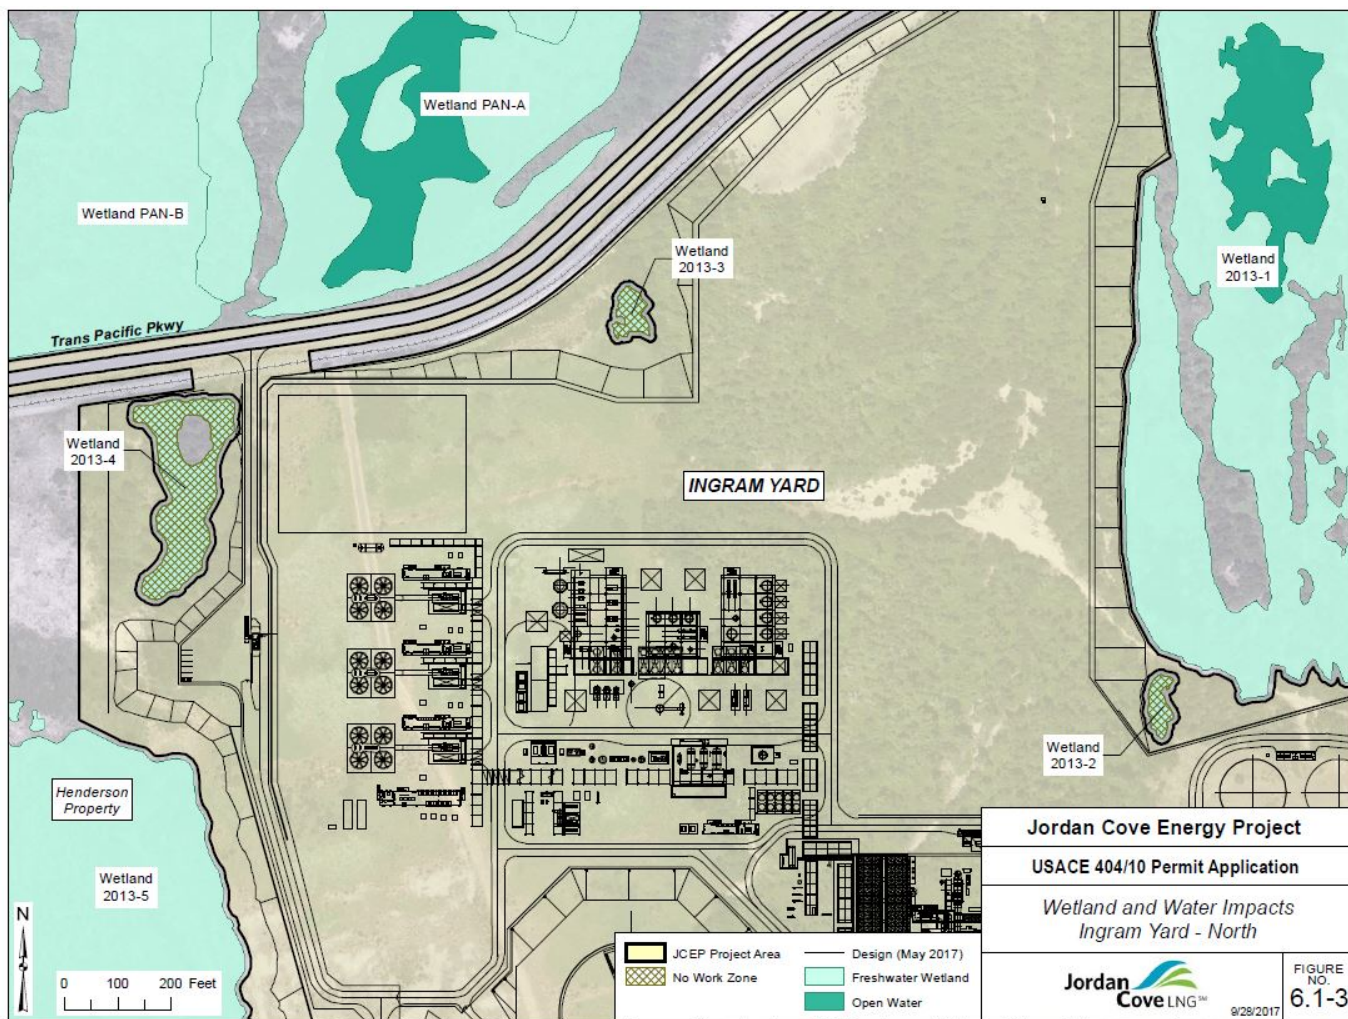 Wetland PAN-A
Wetland PAN-B
Wetland
2013-3
Wetland
2013-1
Trans Pacific Pkwy
Wetland
2013-4
INGRAM YARD
Wetland
2013-2
Henderson
Property
Wetland
2013-5
N
0 100 200 Feet
JCEP Project Area
No Work Zone
Design (May 2017)
Freshwater Wetland
Open Water
Jordan Cove Energy Project
USACE 404/10 Permit Application
Wetland and Water Impacts
Ingram Yard - North
Jordan
Cove LNG℠
9/28/2017
FIGURE
NO.
6.1-3